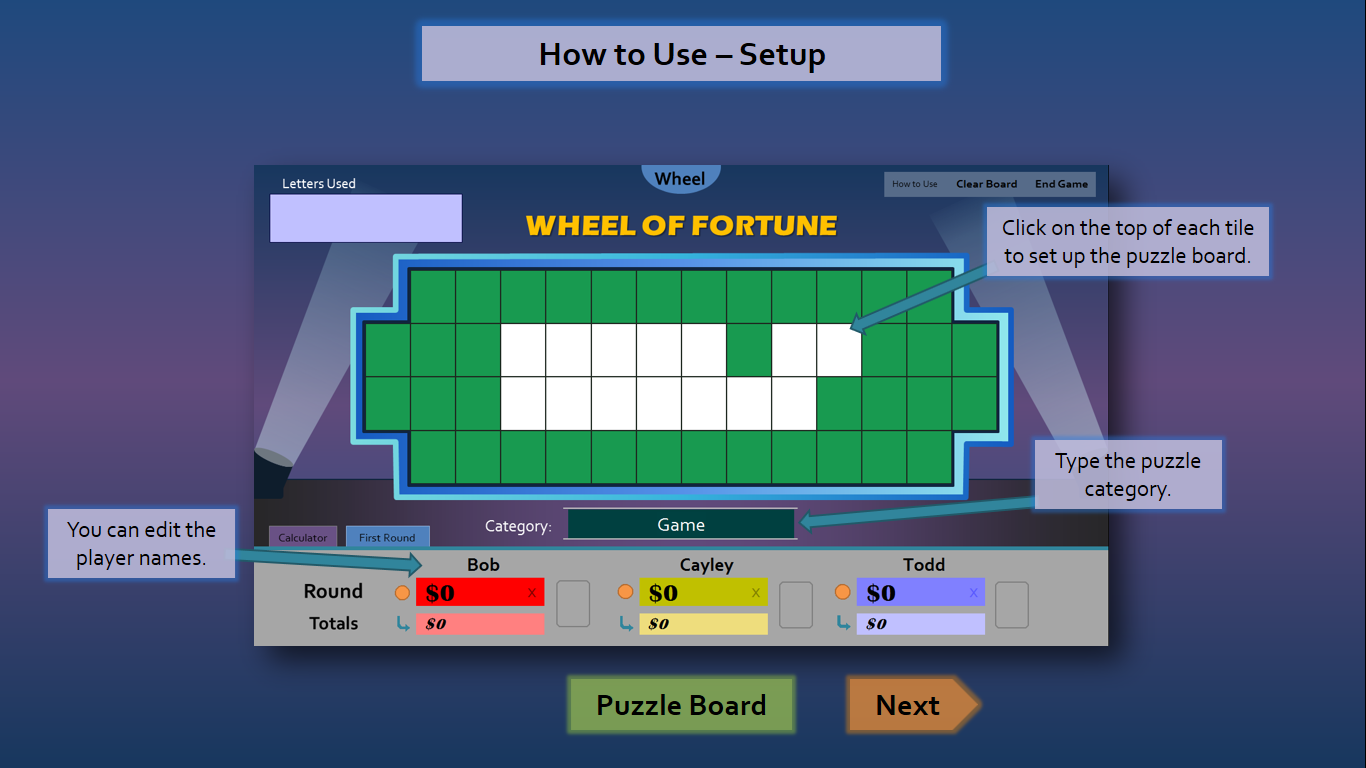 How to Use – Setup
Letters Used
Wheel
How to Use Clear Board End Game
WHEEL OF FORTUNE
Click on the top of each tile
to set up the puzzle board.
Type the puzzle
category.
You can edit the
player names.
Category: Game
Calculator First Round
Bob Cayley Todd
Round $0 X $0 X $0 X
Totals $0 $0 $0
Puzzle Board Next